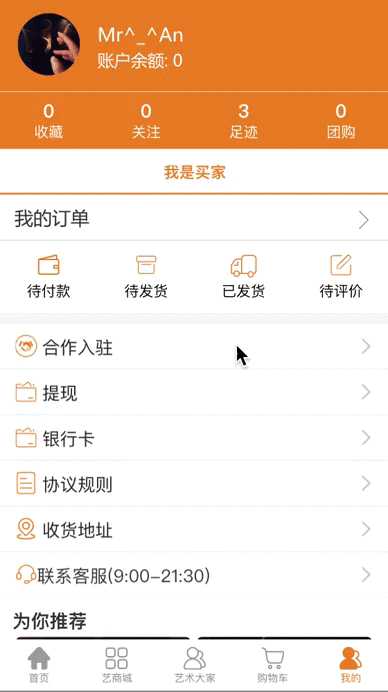 Mr^_^An
账户余额: 0
0 0 3 0
收藏 关注 足迹 团购
我是买家
我的订单
待付款 待发货 已发货 待评价
合作入驻
提现
银行卡
协议规则
收货地址
联系客服(9:00-21:30)
为你推荐
首页 艺商城 艺术大家 购物车 我的